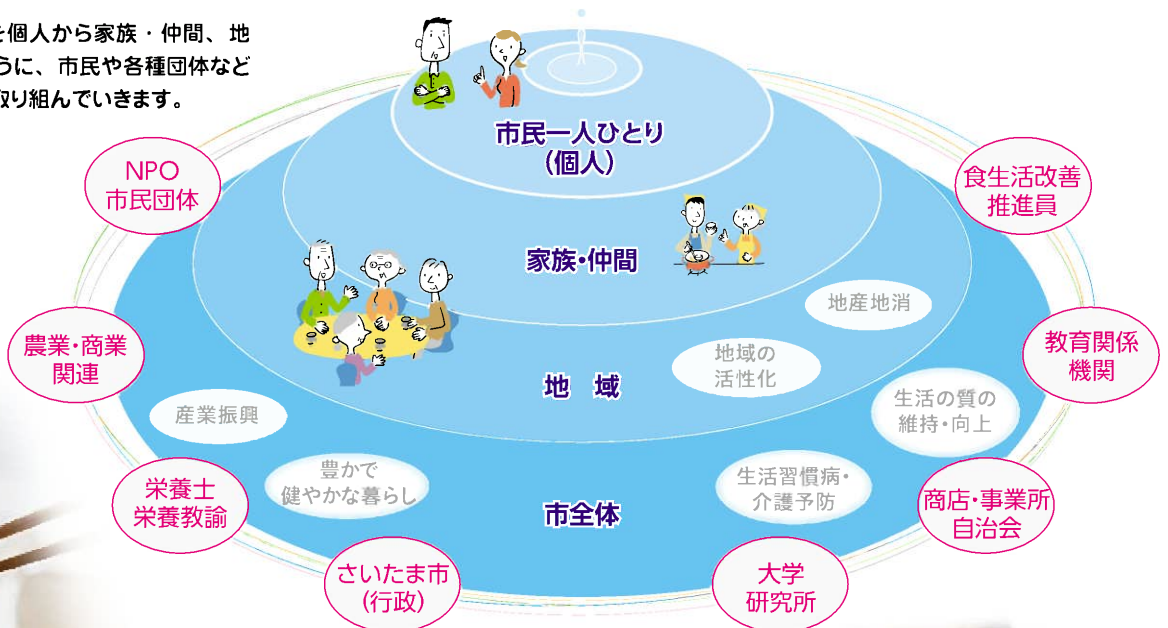 を個人から家族・仲間、地
うに、市民や各種団体など
取り組んでいきます。
市民一人ひとり
（個人）
NPO
市民団体
食生活改善
推進員
家族・仲間
地産地消
農業・商業
関連
地域の
活性化
教育関係
機関
地　域
産業振興
生活の質の
維持・向上
豊かで
健やかな暮らし
生活習慣病・
介護予防
栄養士
栄養教諭
市全体
商店・事業所
自治会
さいたま市
（行政）
大学
研究所